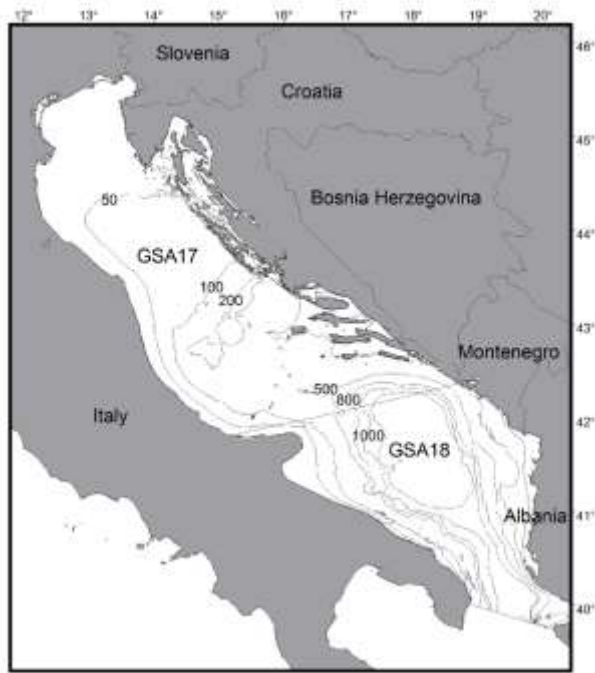 12° 13° 14° 15° 16° 17° 18° 19° 20°
46°
Slovenia
Croatia
45°
Bosnia Herzegovina
50
44°
GSA17
100
200
43°
Montenegro
500
800
Italy
42°
1000
GSA18
41°
Albania
40°